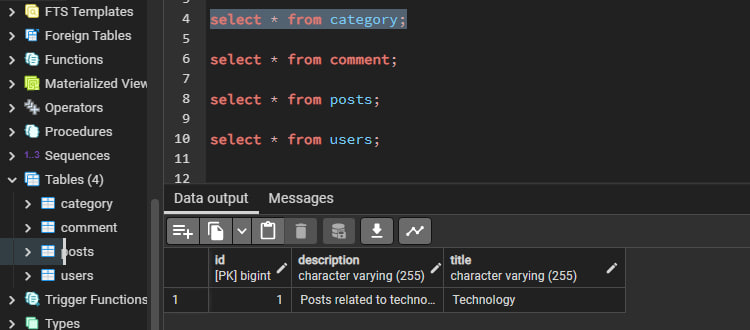 FTS Templates
Foreign Tables
Functions
Materialized View
Operators
Procedures
1..3 Sequences
Tables (4)
category
comment
posts
users
Trigger Functions
Types
4 select * from category;
5
6 select * from comment;
7
8 select * from posts;
9
10 select * from users;
11
12
Data output Messages
id description title
[PK] bigint character varying (255) character varying (255)
1 1 Posts related to techno... Technology